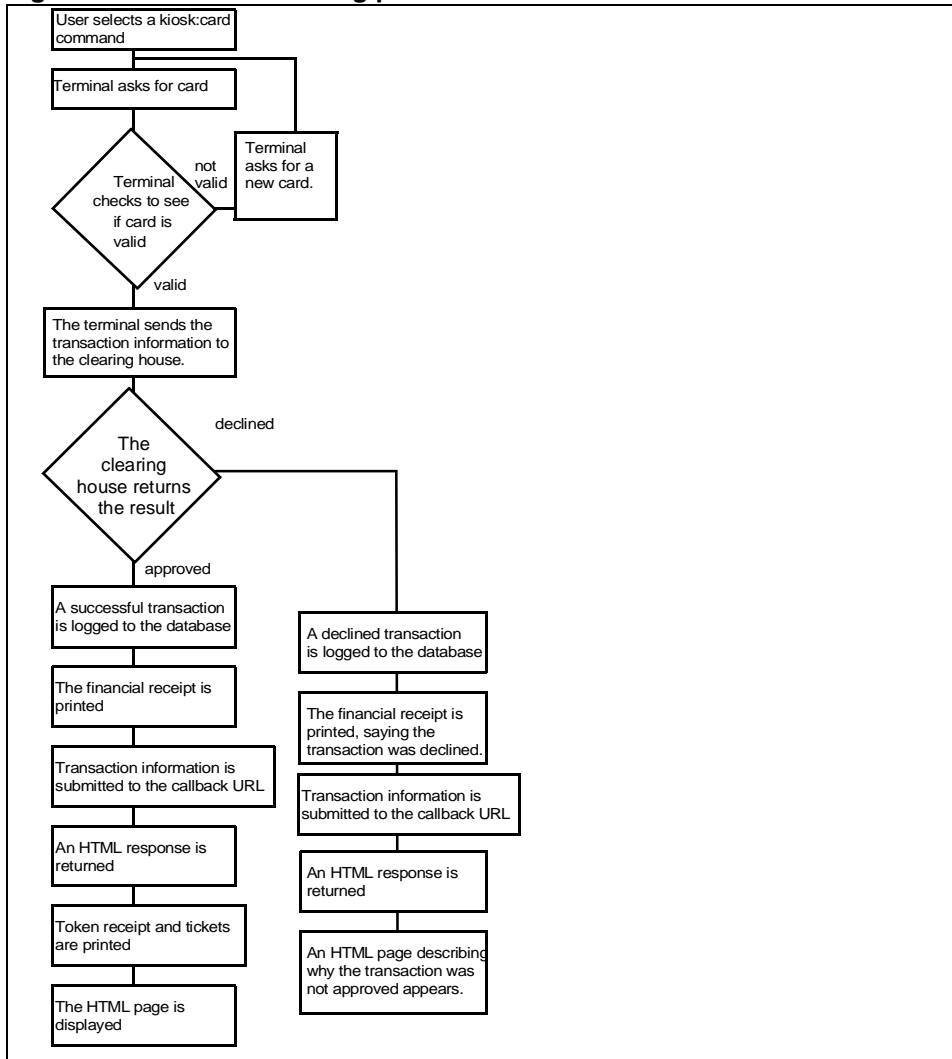 User selects a kiosk:card
command
Terminal asks for card
Terminal
asks for a
new card.
not
valid
Terminal
checks to see
if card is
valid
valid
The terminal sends the
transaction information to
the clearing house.
declined
The
clearing
house returns
the result
approved
A successful transaction
is logged to the database
The financial receipt is
printed
Transaction information is
submitted to the callback URL
An HTML response is
returned
Token receipt and tickets
are printed
The HTML page is
displayed
A declined transaction
is logged to the database
The financial receipt is
printed, saying the
transaction was declined.
Transaction information is
submitted to the callback URL
An HTML response is
returned
An HTML page describing
why the transaction was
not approved appears.